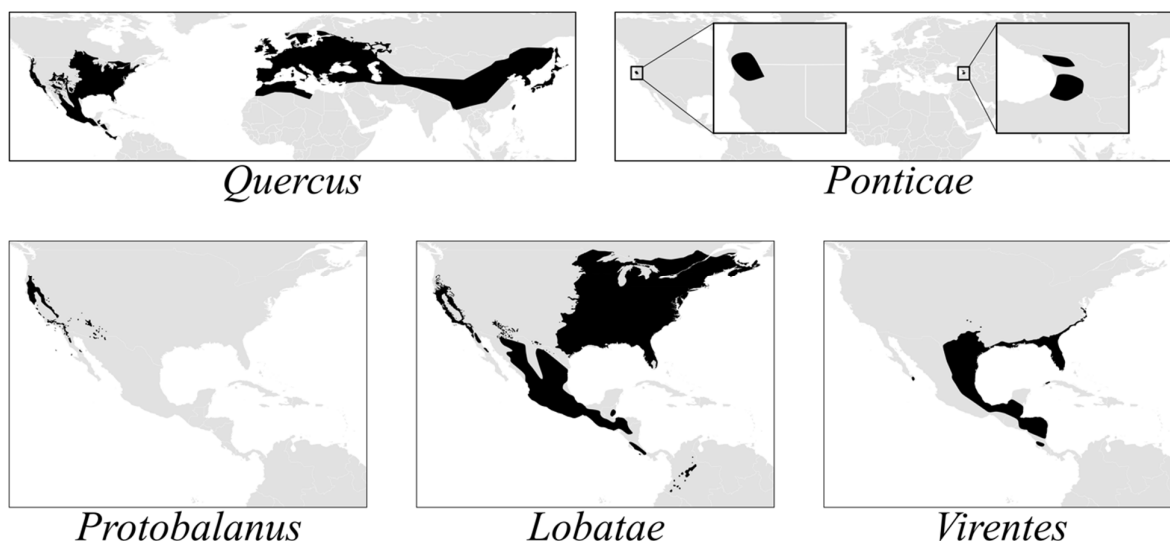 Quercus
Ponticae
Protobalanus
Lobatae
Virentes